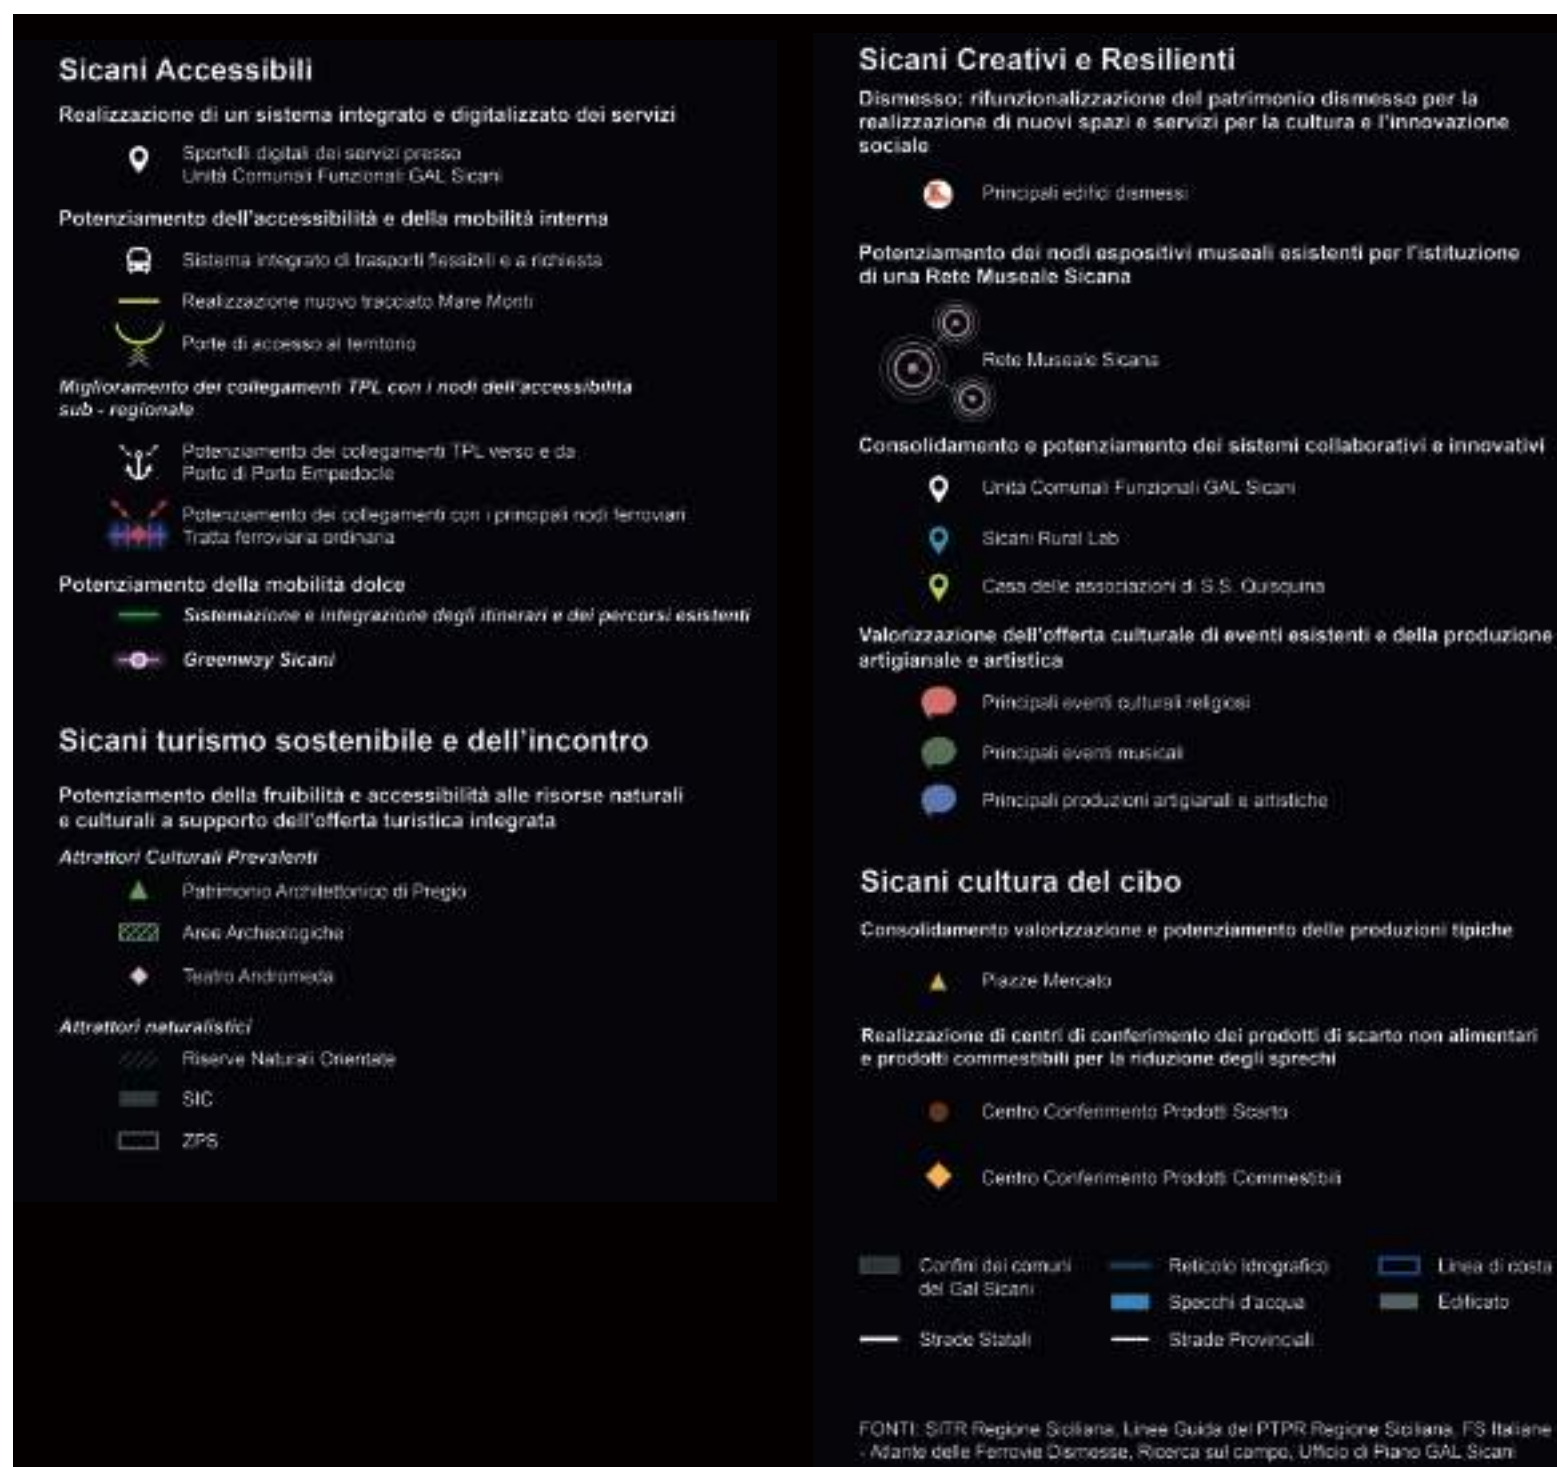 Sicani Accessibili
Realizzazione di un sistema integrato e digitalizzato dei servizi
Sportelli digitali dei servizi presso
Unità Comunali Funzionali GAL Sicani
Potenziamento dell'accessibilità e della mobilità interna
Sistema integrato di trasporti flessibili e a richiesta
Realizzazione nuovo tracciato Mare Monti
Porte di accesso al territorio
Miglioramento dei collegamenti TPL con i nodi dell'accessibilità
sub - regionale
Potenziamento dei collegamenti TPL verso e da
Porto di Porto Empedocle
Potenziamento dei collegamenti con i principali nodi ferroviari
Tratta ferroviaria ordinaria
Potenziamento della mobilità dolce
Sistemazione e integrazione degli itinerari e dei percorsi esistenti
Greenway Sicani
Sicani turismo sostenibile e dell'incontro
Potenziamento della fruibilità e accessibilità alle risorse naturali
e culturali a supporto dell'offerta turistica integrata
Attrattori Culturali Prevalenti
Patrimonio Architettonico di Pregio
Aree Archeologiche
Teatro Andromeda
Attrattori naturalistici
Riserve Naturali Orientate
SIC
ZPS
Sicani Creativi e Resilienti
Dismesso: rifunzionalizzazione del patrimonio dismesso per la
realizzazione di nuovi spazi e servizi per la cultura e l'innovazione
sociale
Principali edifici dismessi
Potenziamento dei nodi espositivi museali esistenti per l'istituzione
di una Rete Museale Sicana
Rete Museale Sicana
Consolidamento e potenziamento dei sistemi collaborativi e innovativi
Unità Comunali Funzionali GAL Sicani
Sicani Rural Lab
Casa delle associazioni di S.S. Quisquina
Valorizzazione dell'offerta culturale di eventi esistenti e della produzione
artigianale e artistica
Principali eventi culturali religiosi
Principali eventi musicali
Principali produzioni artigianali e artistiche
Sicani cultura del cibo
Consolidamento valorizzazione e potenziamento delle produzioni tipiche
Piazze Mercato
Realizzazione di centri di conferimento dei prodotti di scarto non alimentari
e prodotti commestibili per la riduzione degli sprechi
Centro Conferimento Prodotti Scarto
Centro Conferimento Prodotti Commestibili
Confini dei comuni
del Gal Sicani
Reticolo Idrografico
Linea di costa
Specchi d'acqua
Edificato
Strade Statali
Strade Provinciali
FONTI: SITR Regione Siciliana, Linee Guida del PTPR Regione Siciliana, FS Italiane
- Atlante delle Ferrovie Dismesse, Ricerca sul campo, Ufficio di Piano GAL Sicani